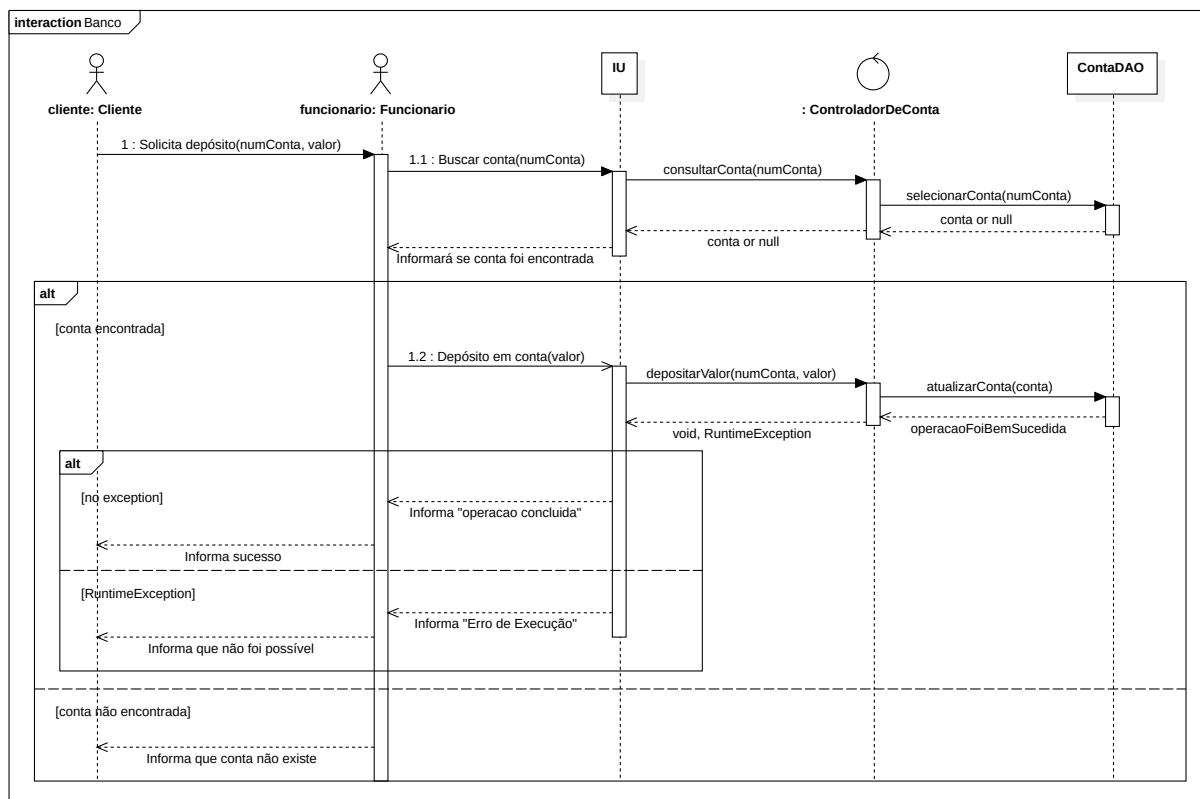 interaction Banco
IU
ContaDAO
cliente: Cliente
funcionario: Funcionario
: ControladorDeConta
1 : Solicita depósito(numConta, valor)
1.1 : Buscar conta(numConta)
consultarConta(numConta)
selecionarConta(numConta)
conta or null
conta or null
Informará se conta foi encontrada
alt
[conta encontrada]
1.2 : Depósito em conta(valor)
depositarValor(numConta, valor)
atualizarConta(conta)
operacaoFoiBemSucedida
void, RuntimeException
alt
[no exception]
Informa "operacao concluida"
Informa sucesso
[RuntimeException]
Informa "Erro de Execução"
Informa que não foi possível
[conta não encontrada]
Informa que conta não existe